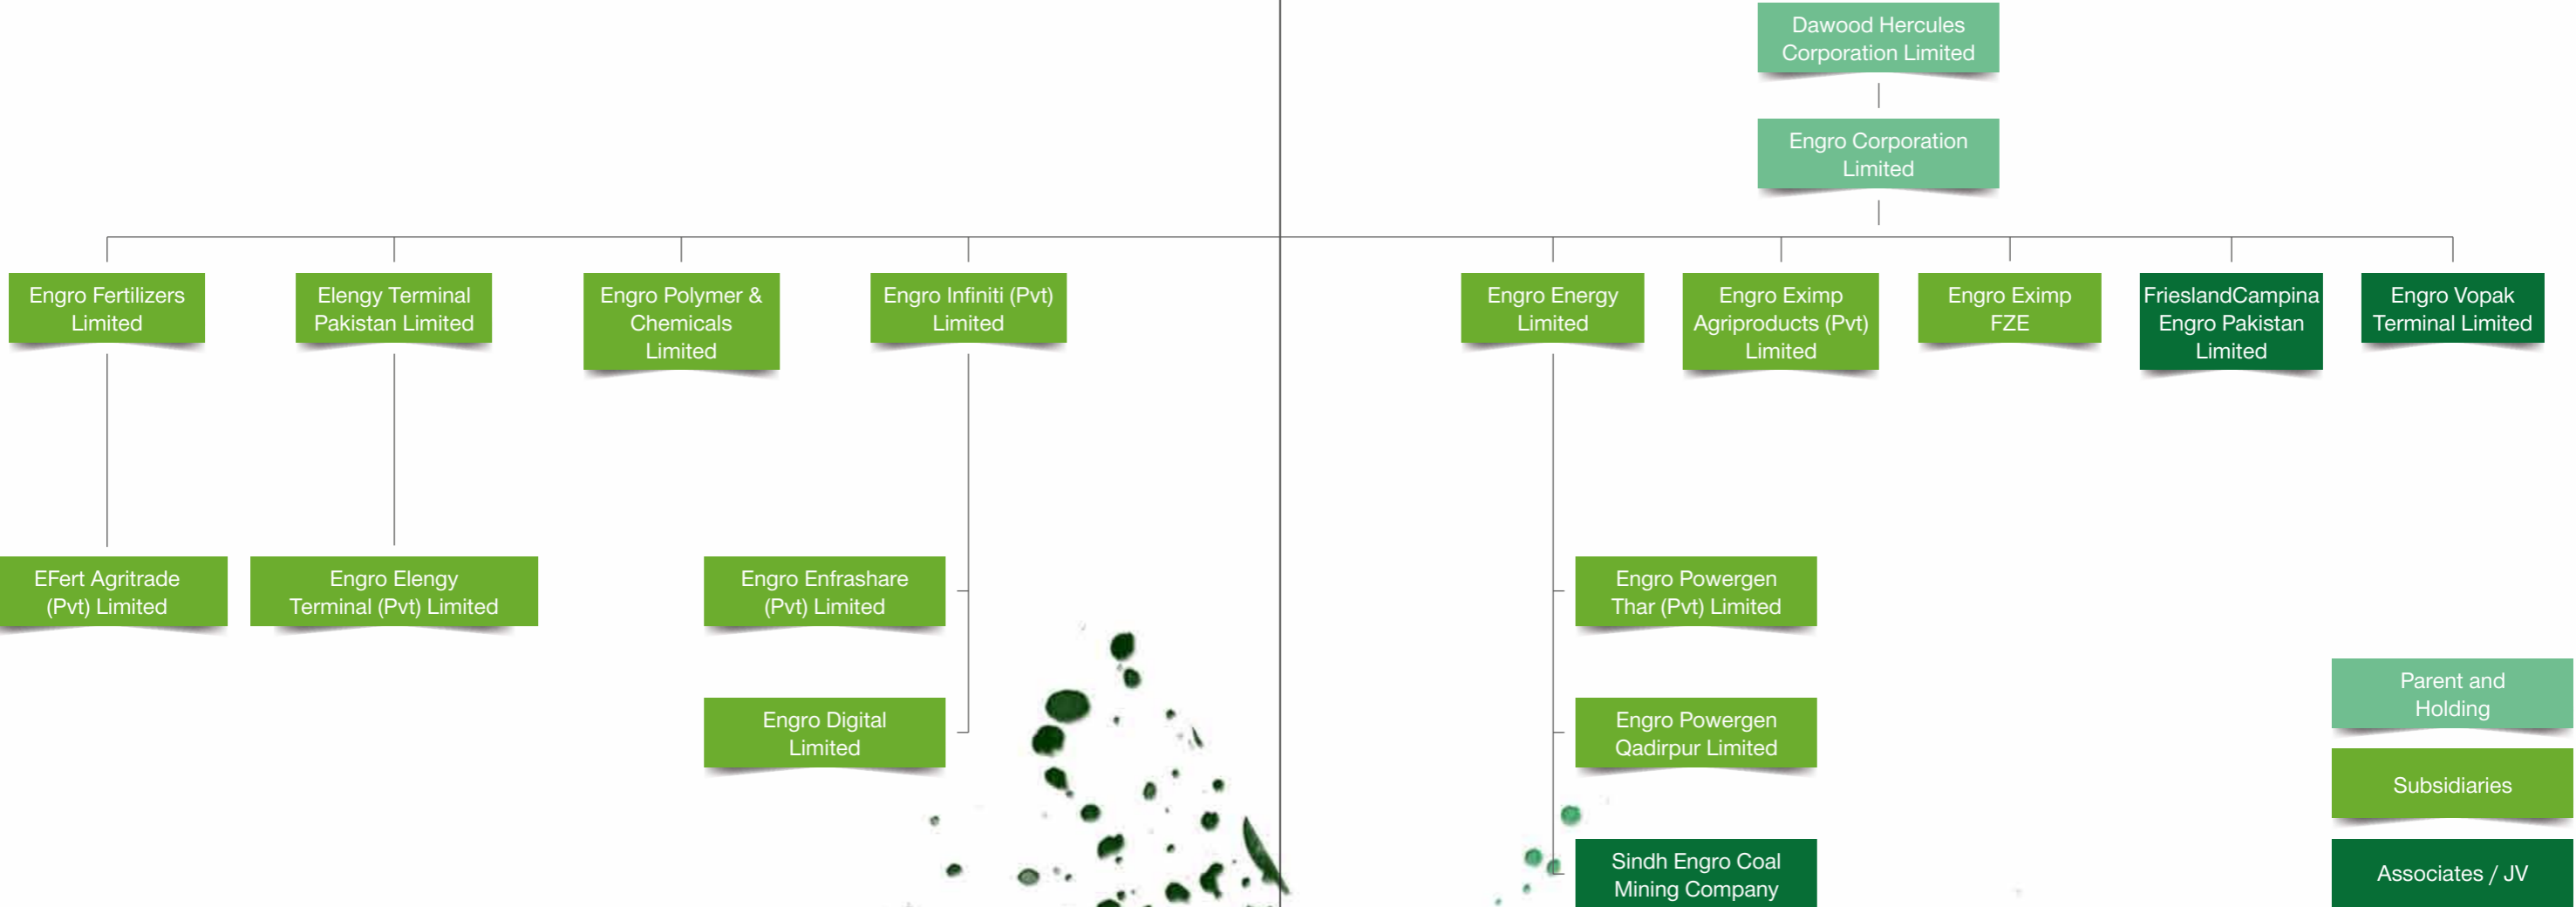 Dawood Hercules
Corporation Limited
Engro Corporation
Limited
Engro Fertilizers
Limited
Elengy Terminal
Pakistan Limited
Engro Polymer &
Chemicals
Limited
Engro Infiniti (Pvt)
Limited
Engro Energy
Limited
Engro Eximp
Agriproducts (Pvt)
Limited
Engro Eximp
FZE
FrieslandCampina
Engro Pakistan
Limited
Engro Vopak
Terminal Limited
EFert Agritrade
(Pvt) Limited
Engro Elengy
Terminal (Pvt) Limited
Engro Enfrashare
(Pvt) Limited
Engro Digital
Limited
Engro Powergen
Thar (Pvt) Limited
Engro Powergen
Qadirpur Limited
Sindh Engro Coal
Mining Company
Parent and
Holding
Subsidiaries
Associates / JV